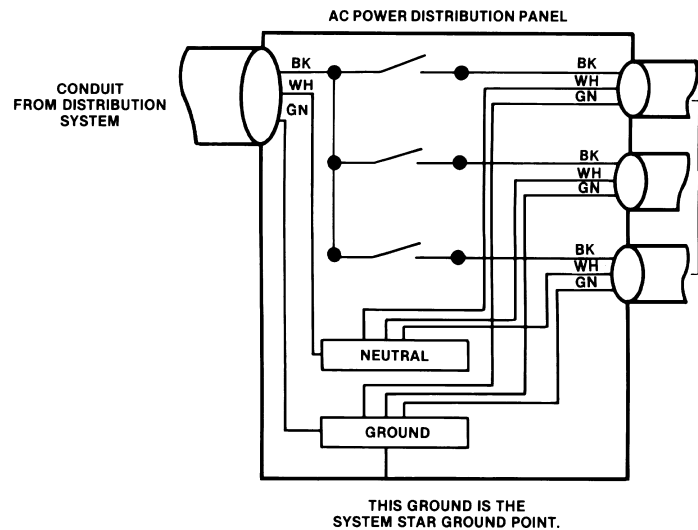 AC POWER DISTRIBUTION PANEL
CONDUIT
FROM DISTRIBUTION
SYSTEM
BK
WH
GN
BK
WH
GN
BK
WH
GN
BK
WH
GN
NEUTRAL
GROUND
THIS GROUND IS THE
SYSTEM STAR GROUND POINT.